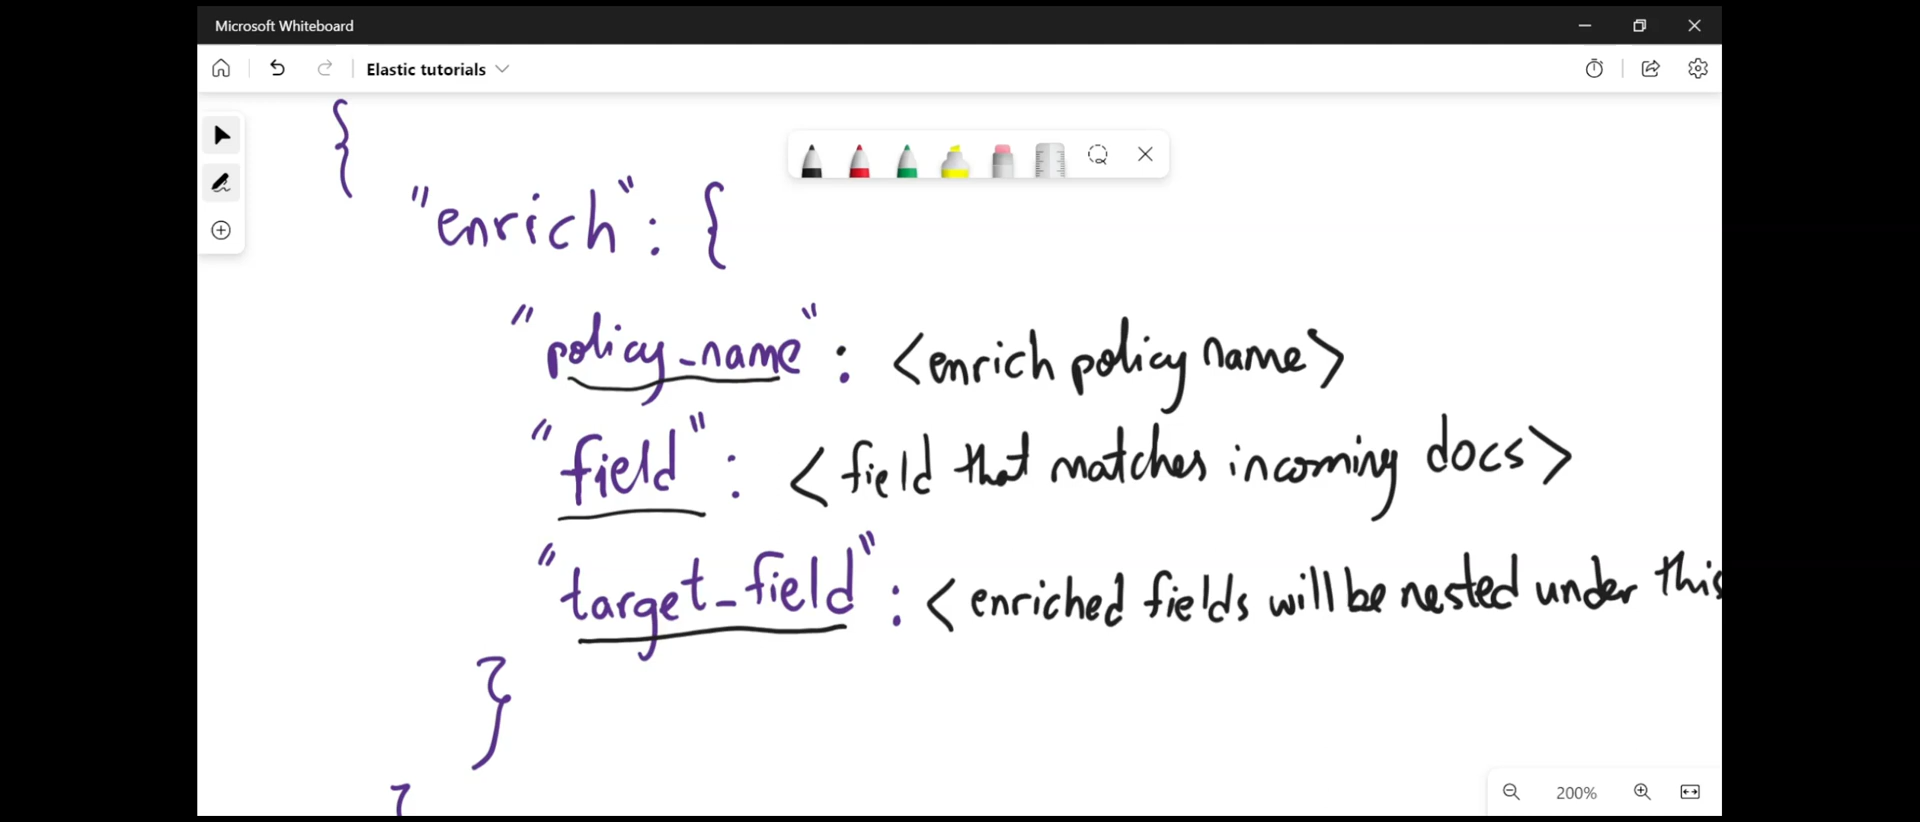 Microsoft Whiteboard
Elastic tutorials
{
"enrich": {
"policy_name": <enrich policy name>
"field": <field that matches incoming docs>
"target_field": <enriched fields will be nested under this
}
}
200%